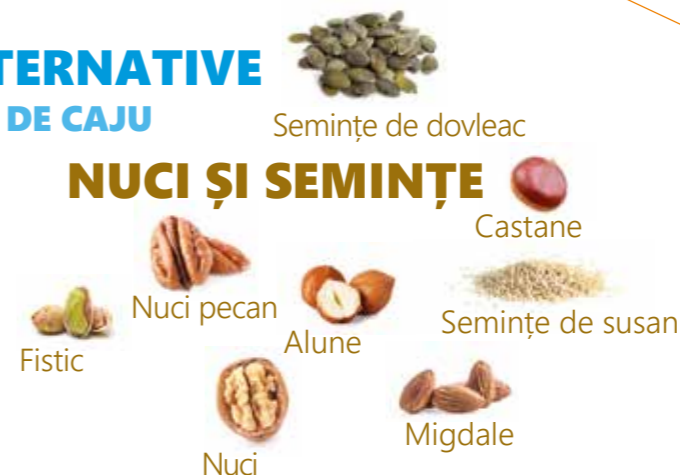 TERNATIVE
DE CAJU
Semințe de dovleac
NUCI ȘI SEMINȚE
Castane
Nuci pecan
Semințe de susan
Alune
Fistic
Migdale
Nuci